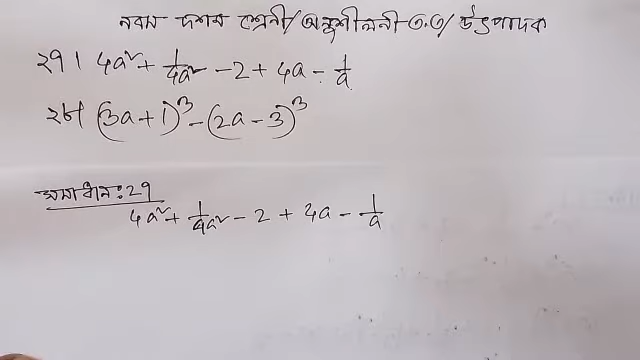 নবম দশম শ্রেণী/অনুশীলনী ৩.৩/উৎপাদক
২৭। 4a² + 1/4a² - 2 + 4a - 1/a
২৮। (3a + 1)³ - (2a - 3)³
সমাধান: 27
4a² + 1/4a² - 2 + 4a - 1/a